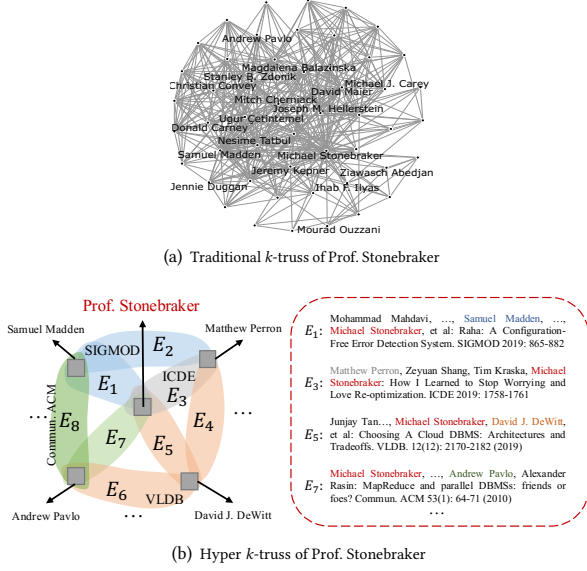 Andrew Pavlo
Magdalena Balazinska
Stanley B. Zdonik
Christian Convey
Michael J. Carey
David Maier
Mitch Cherniack
Joseph M. Hellerstein
Ugur Cetintemel
Donald Carney
Nesime Tatbul
Samuel Madden
Michael Stonebraker
Jeremy Kepner
Ziawasch Abedjan
Jennie Duggan
Ihab F. Ilyas
Mourad Ouzzani
(a) Traditional k-truss of Prof. Stonebraker
Prof. Stonebraker
Samuel Madden
Matthew Perron
SIGMOD
E2
E1
ICDE
E3
Commun. ACM
...
E8
E7
E5
E4
...
E6
VLDB
Andrew Pavlo
...
David J. DeWitt
E1:
Mohammad Mahdavi, ..., Samuel Madden, ...,
Michael Stonebraker, et al: Raha: A Configuration-
Free Error Detection System. SIGMOD 2019: 865-882
E3:
Matthew Perron, Zeyuan Shang, Tim Kraska, Michael
Stonebraker: How I Learned to Stop Worrying and
Love Re-optimization. ICDE 2019: 1758-1761
E5:
Junjay Tan…, Michael Stonebraker, David J. DeWitt,
et al: Choosing A Cloud DBMS: Architectures and
Tradeoffs. VLDB. 12(12): 2170-2182 (2019)
E7:
Michael Stonebraker, ..., Andrew Pavlo, Alexander
Rasin: MapReduce and parallel DBMSs: friends or
foes? Commun. ACM 53(1): 64-71 (2010)
...
(b) Hyper k-truss of Prof. Stonebraker